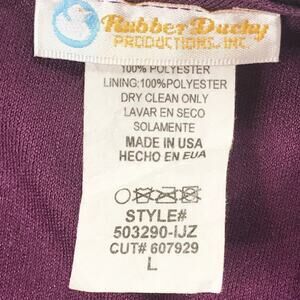 Rubber Ducky
PRODUCTIONS, INC.
100% POLYESTER
LINING:100%POLYESTER
DRY CLEAN ONLY
LAVAR EN SECO
SOLAMENTE
MADE IN USA
HECHO EN EUA
STYLE#
503290-IJZ
CUT# 607929
L